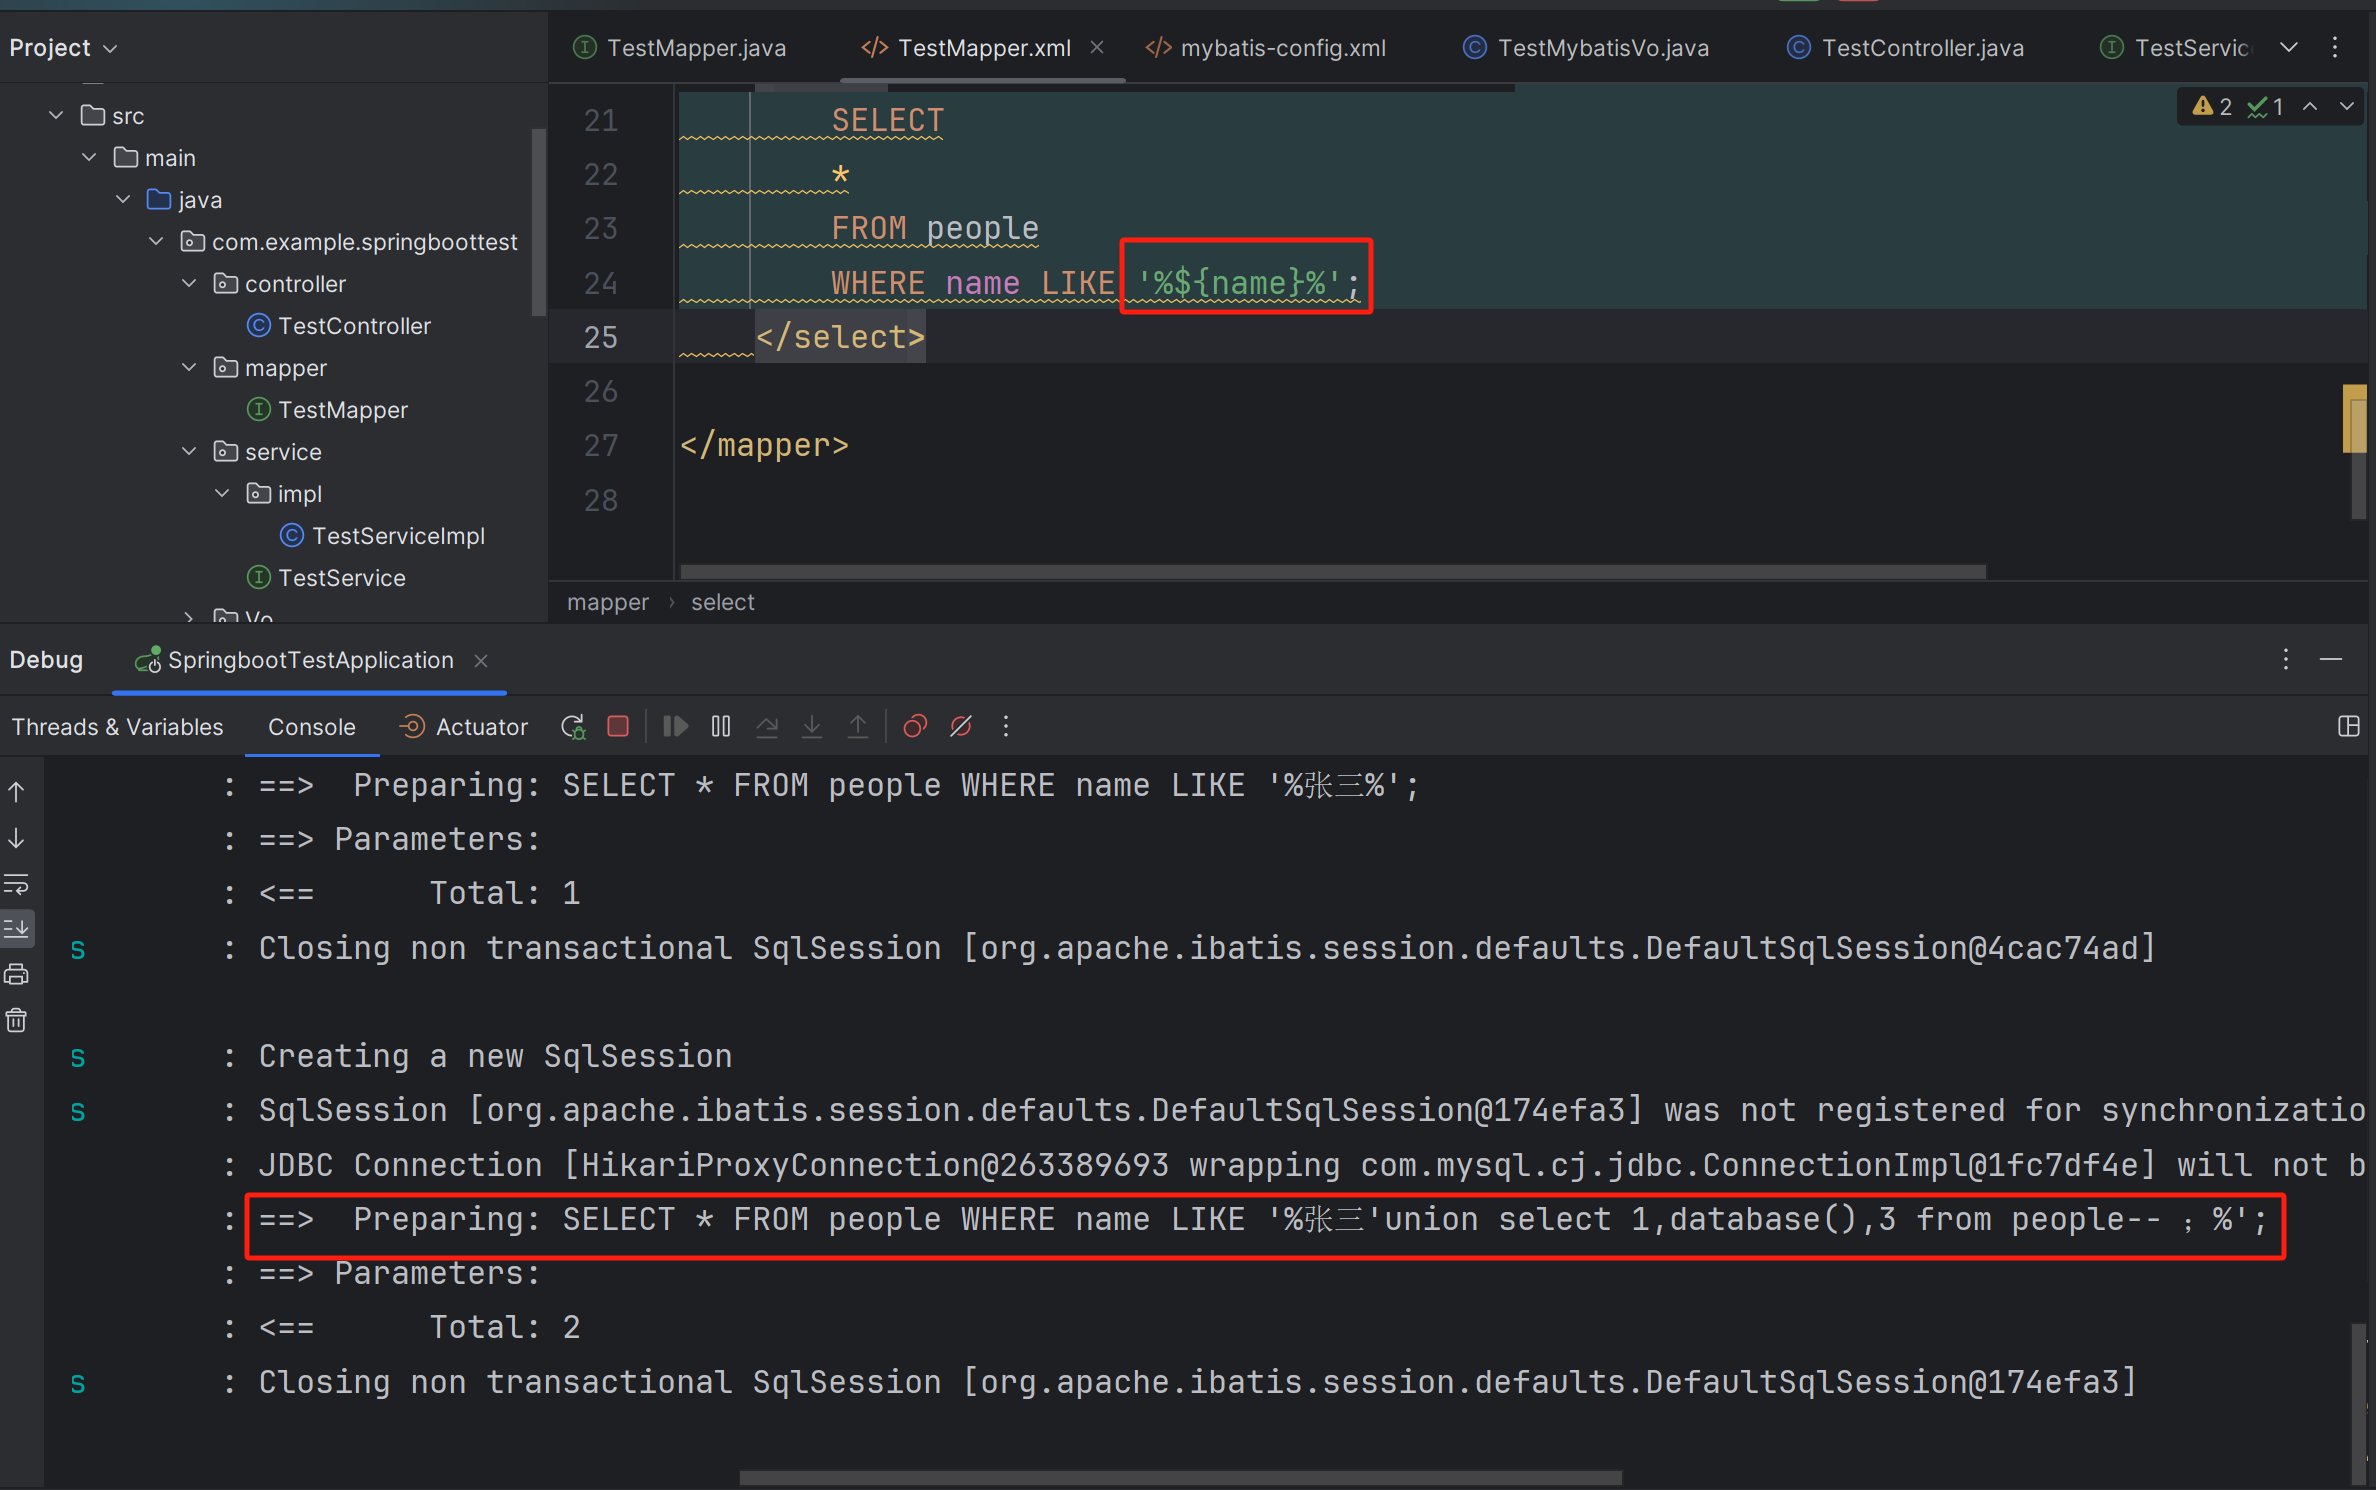 Project
src
main
java
com.example.springboottest
controller
TestController
mapper
TestMapper
service
impl
TestServiceImpl
TestService
Vo
TestMapper.java TestMapper.xml mybatis-config.xml TestMybatisVo.java TestController.java TestServic
2 1
21 SELECT
22 *
23 FROM people
24 WHERE name LIKE '%${name}%';
25 </select>
26
27 </mapper>
28
mapper › select
Debug SpringbootTestApplication
Threads & Variables Console Actuator
: ==>  Preparing: SELECT * FROM people WHERE name LIKE '%张三%';
: ==> Parameters:
: <==      Total: 1
s : Closing non transactional SqlSession [org.apache.ibatis.session.defaults.DefaultSqlSession@4cac74ad]
s : Creating a new SqlSession
s : SqlSession [org.apache.ibatis.session.defaults.DefaultSqlSession@174efa3] was not registered for synchronizatio
: JDBC Connection [HikariProxyConnection@263389693 wrapping com.mysql.cj.jdbc.ConnectionImpl@1fc7df4e] will not b
: ==>  Preparing: SELECT * FROM people WHERE name LIKE '%张三'union select 1,database(),3 from people-- ；%';
: ==> Parameters:
: <==      Total: 2
s : Closing non transactional SqlSession [org.apache.ibatis.session.defaults.DefaultSqlSession@174efa3]